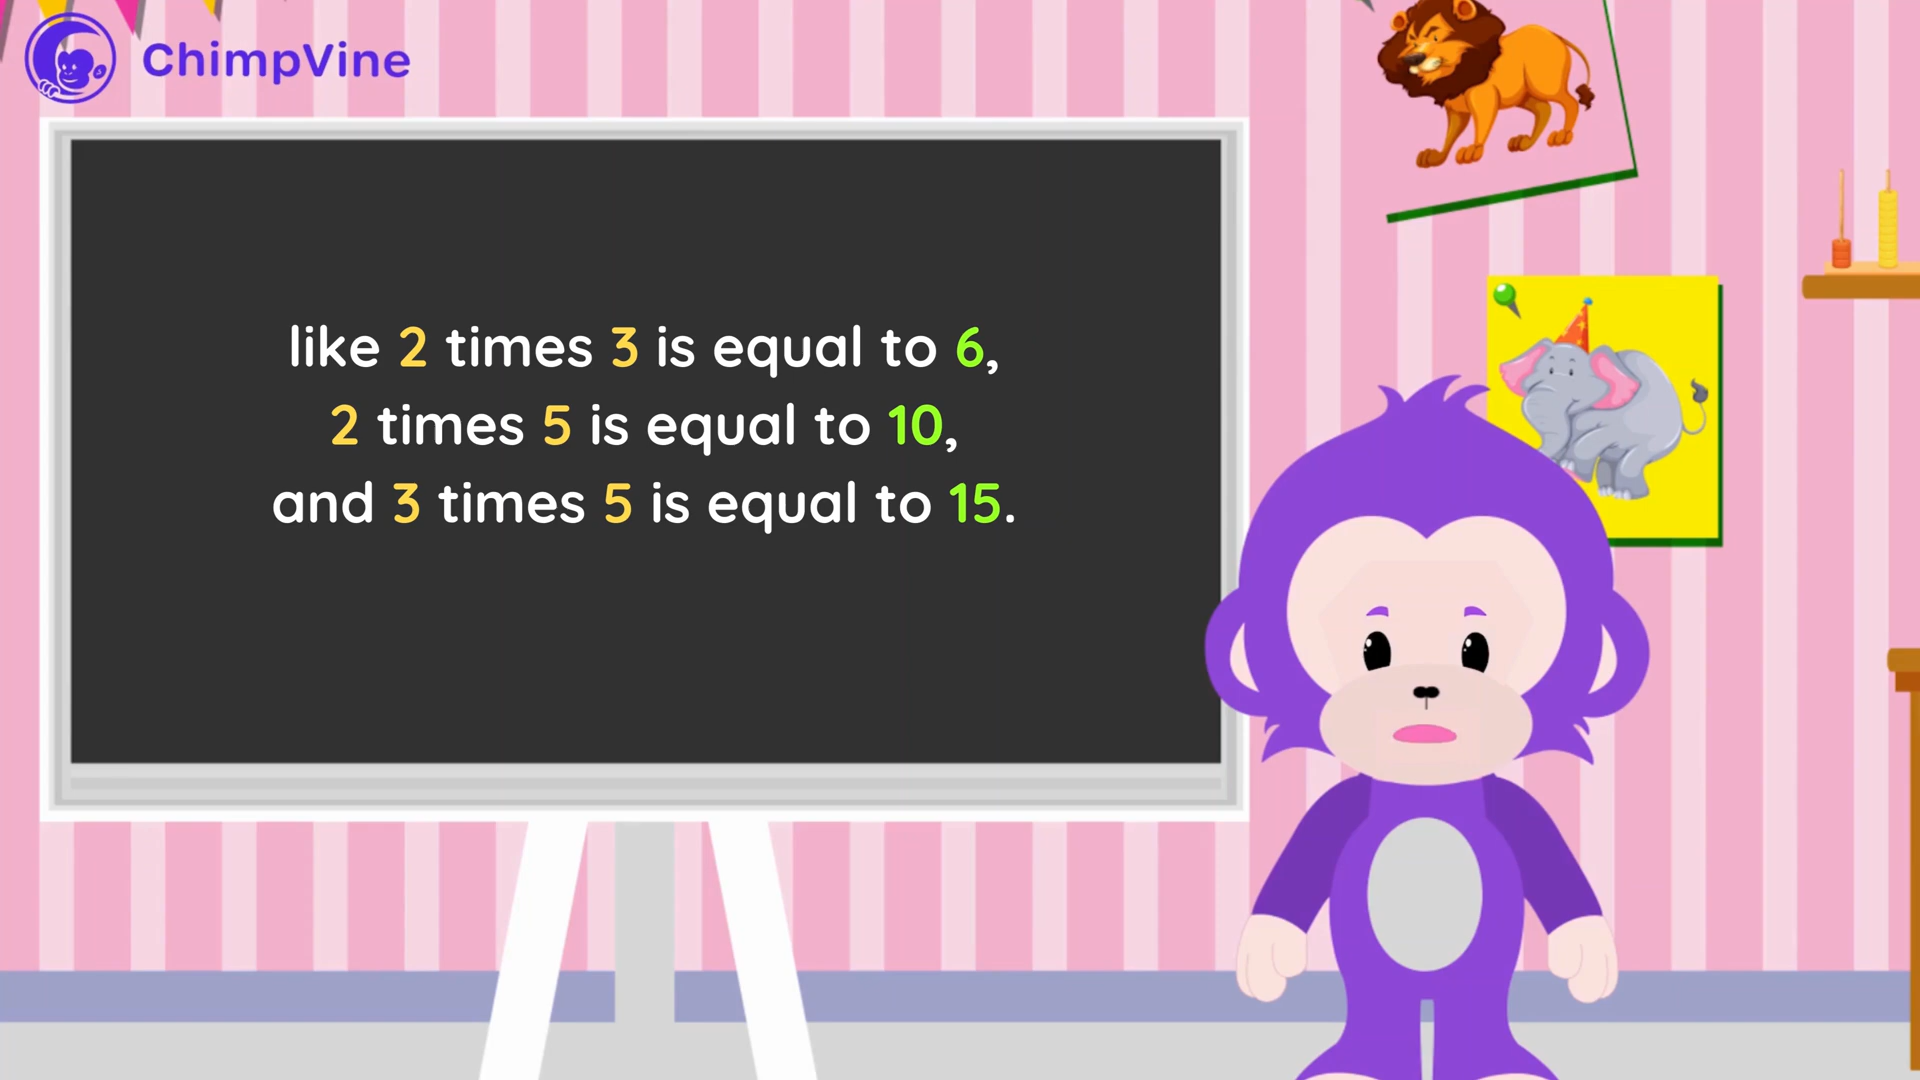 ChimpVine
like 2 times 3 is equal to 6,
2 times 5 is equal to 10,
and 3 times 5 is equal to 15.